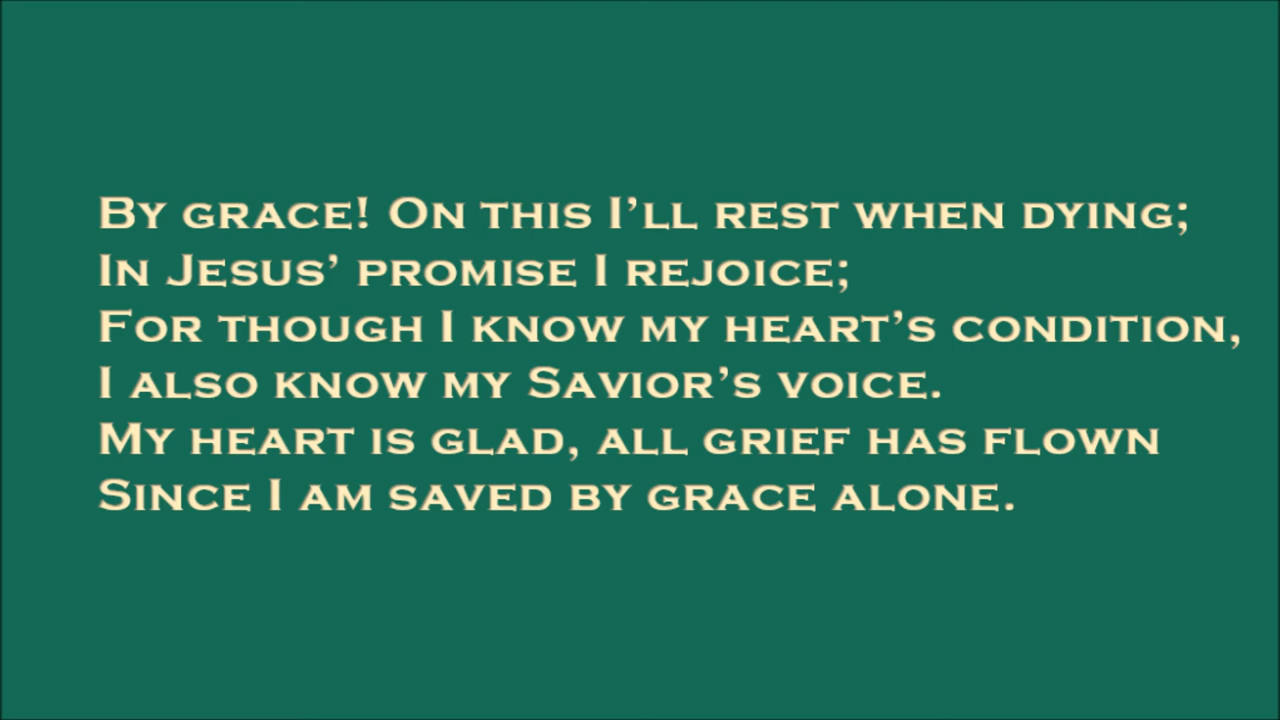 By grace! On this I’ll rest when dying;
In Jesus’ promise I rejoice;
For though I know my heart’s condition,
I also know my Savior’s voice.
My heart is glad, all grief has flown
Since I am saved by grace alone.